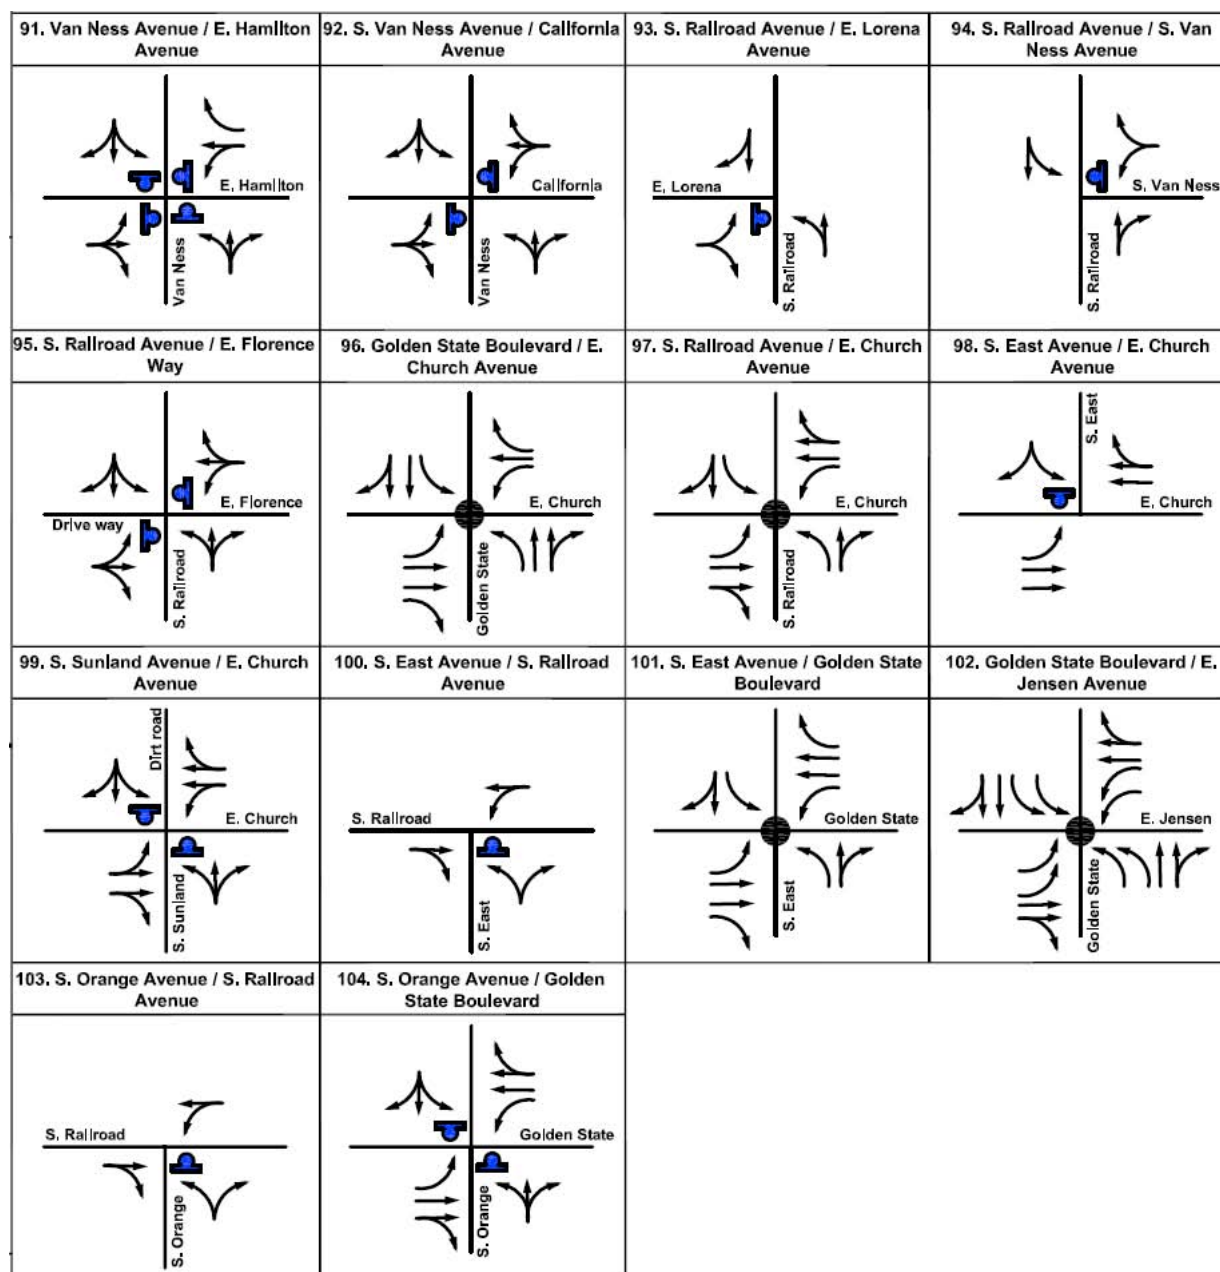 91. Van Ness Avenue / E. Hamilton
Avenue
E. Hamilton
Van Ness
92. S. Van Ness Avenue / California
Avenue
California
Van Ness
93. S. Railroad Avenue / E. Lorena
Avenue
E. Lorena
S. Railroad
94. S. Railroad Avenue / S. Van
Ness Avenue
S. Van Ness
S. Railroad
95. S. Railroad Avenue / E. Florence
Way
E. Florence
Drive way
S. Railroad
96. Golden State Boulevard / E.
Church Avenue
E. Church
Golden State
97. S. Railroad Avenue / E. Church
Avenue
E. Church
S. Railroad
98. S. East Avenue / E. Church
Avenue
S. East
E. Church
99. S. Sunland Avenue / E. Church
Avenue
Dirt road
E. Church
S. Sunland
100. S. East Avenue / S. Railroad
Avenue
S. Railroad
S. East
101. S. East Avenue / Golden State
Boulevard
Golden State
S. East
102. Golden State Boulevard / E.
Jensen Avenue
E. Jensen
Golden State
103. S. Orange Avenue / S. Railroad
Avenue
S. Railroad
S. Orange
104. S. Orange Avenue / Golden
State Boulevard
Golden State
S. Orange